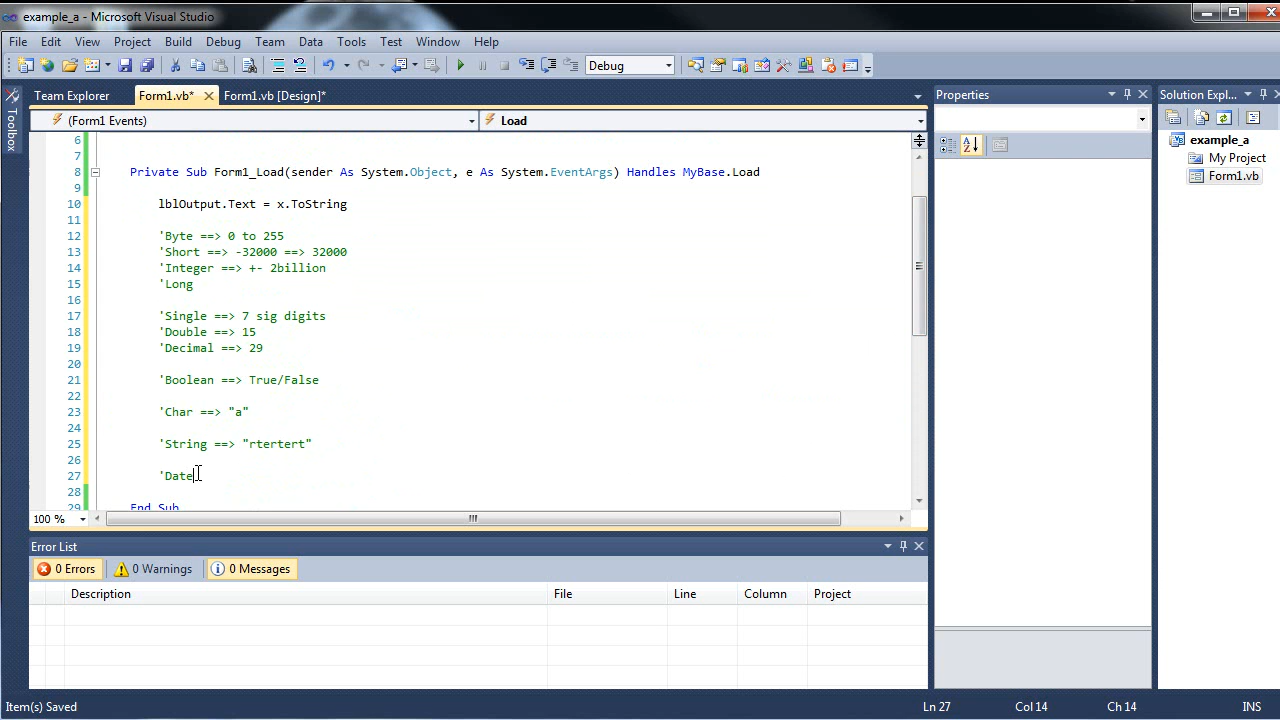 example_a - Microsoft Visual Studio
File Edit View Project Build Debug Team Data Tools Test Window Help
Debug
Team Explorer Form1.vb* Form1.vb [Design]*
Properties
Solution Expl...
(Form1 Events) Load
Toolbox
example_a
My Project
Form1.vb
6
7
8 Private Sub Form1_Load(sender As System.Object, e As System.EventArgs) Handles MyBase.Load
9
10 lblOutput.Text = x.ToString
11
12 'Byte ==> 0 to 255
13 'Short ==> -32000 ==> 32000
14 'Integer ==> +- 2billion
15 'Long
16
17 'Single ==> 7 sig digits
18 'Double ==> 15
19 'Decimal ==> 29
20
21 'Boolean ==> True/False
22
23 'Char ==> "a"
24
25 'String ==> "rtertert"
26
27 'Date
28
29 End Sub
100 %
Error List
0 Errors 0 Warnings 0 Messages
Description File Line Column Project
Item(s) Saved Ln 27 Col 14 Ch 14 INS